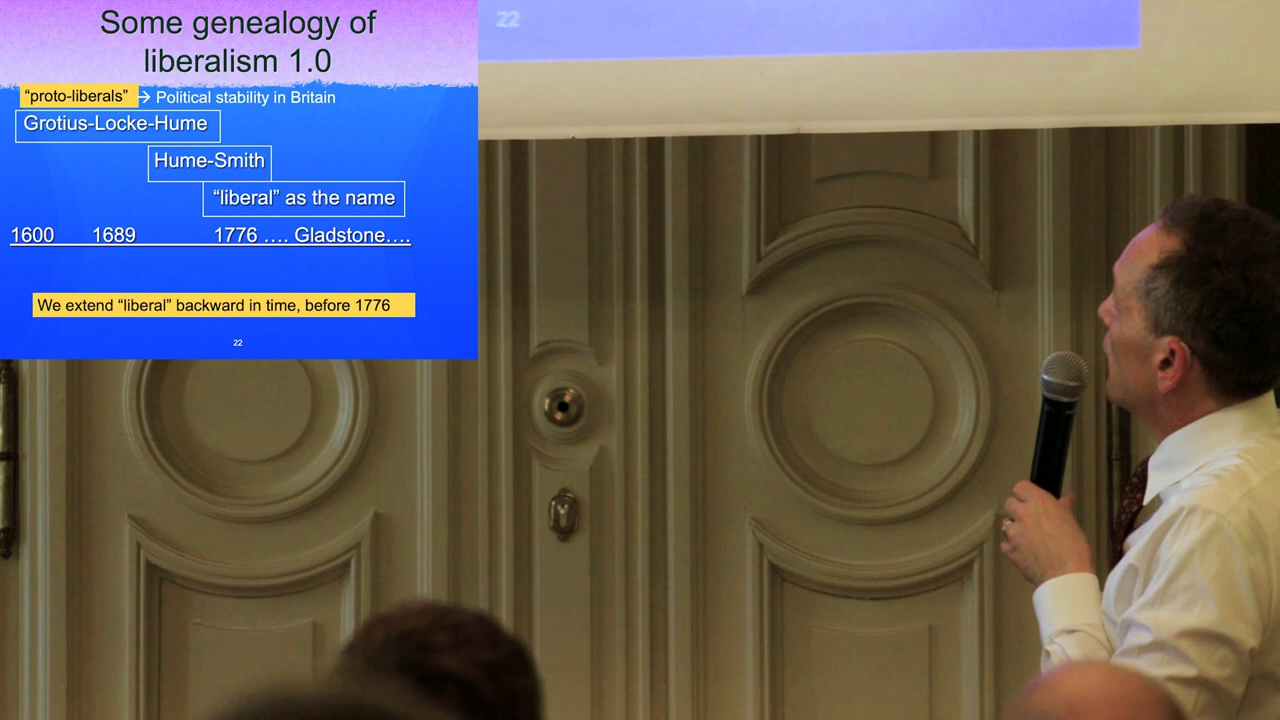 Some genealogy of
liberalism 1.0
“proto-liberals” → Political stability in Britain
Grotius-Locke-Hume
Hume-Smith
“liberal” as the name
1600 1689 1776 …. Gladstone….
We extend “liberal” backward in time, before 1776
22
22